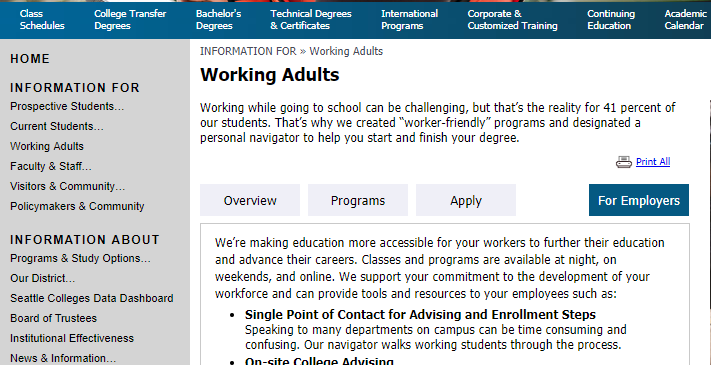 Class Schedules
College Transfer Degrees
Bachelor's Degrees
Technical Degrees & Certificates
International Programs
Corporate & Customized Training
Continuing Education
Academic Calendar
HOME
INFORMATION FOR
Prospective Students...
Current Students...
Working Adults
Faculty & Staff...
Visitors & Community...
Policymakers & Community
INFORMATION ABOUT
Programs & Study Options...
Our District...
Seattle Colleges Data Dashboard
Board of Trustees
Institutional Effectiveness
News & Information...
INFORMATION FOR » Working Adults
Working Adults
Working while going to school can be challenging, but that's the reality for 41 percent of
our students. That's why we created “worker-friendly” programs and designated a
personal navigator to help you start and finish your degree.
Print All
Overview
Programs
Apply
For Employers
We're making education more accessible for your workers to further their education
and advance their careers. Classes and programs are available at night, on
weekends, and online. We support your commitment to the development of your
workforce and can provide tools and resources to your employees such as:
• Single Point of Contact for Advising and Enrollment Steps
Speaking to many departments on campus can be time consuming and
confusing. Our navigator walks working students through the process.
• On-site College Advising